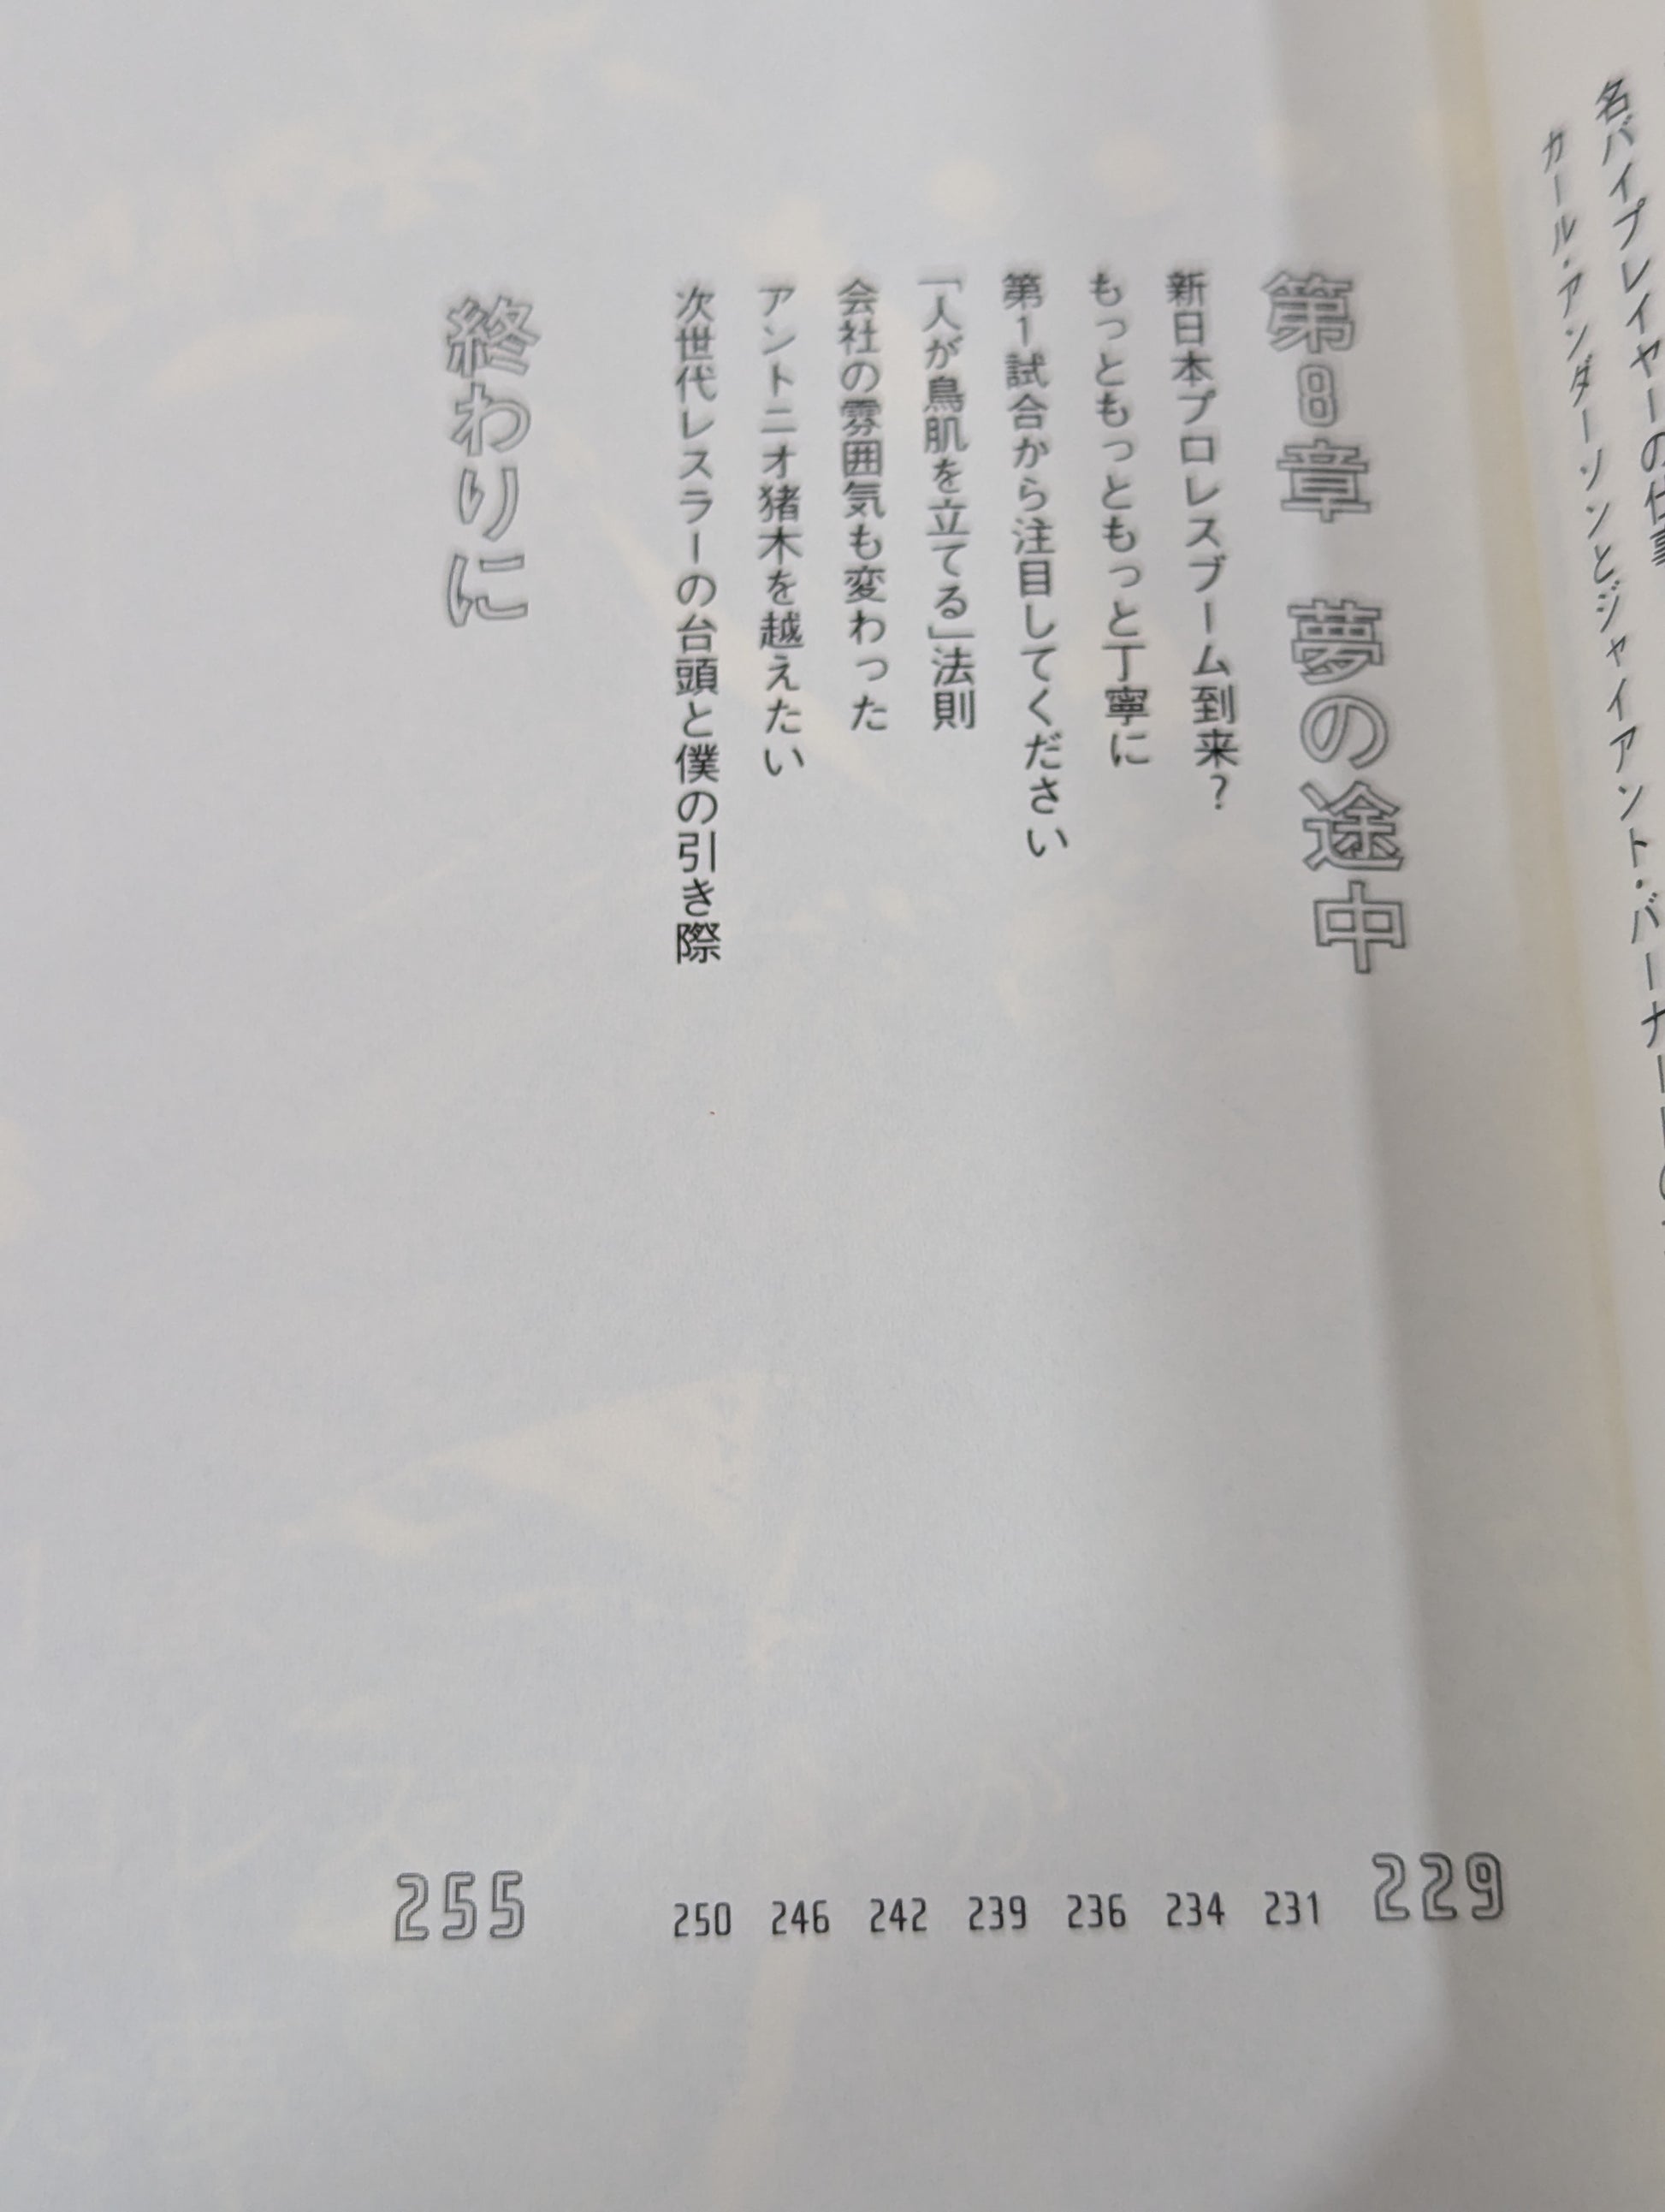 名バイプレイヤーの仕事
カール・アンダーソンとジャイアント・バーナードの
第8章 夢の途中 229
新日本プロレスブーム到来? 231
もっともっともっと丁寧に 234
第1試合から注目してください 236
「人が鳥肌を立てる」法則 239
会社の雰囲気も変わった 242
アントニオ猪木を越えたい 246
次世代レスラーの台頭と僕の引き際 250
終わりに 255